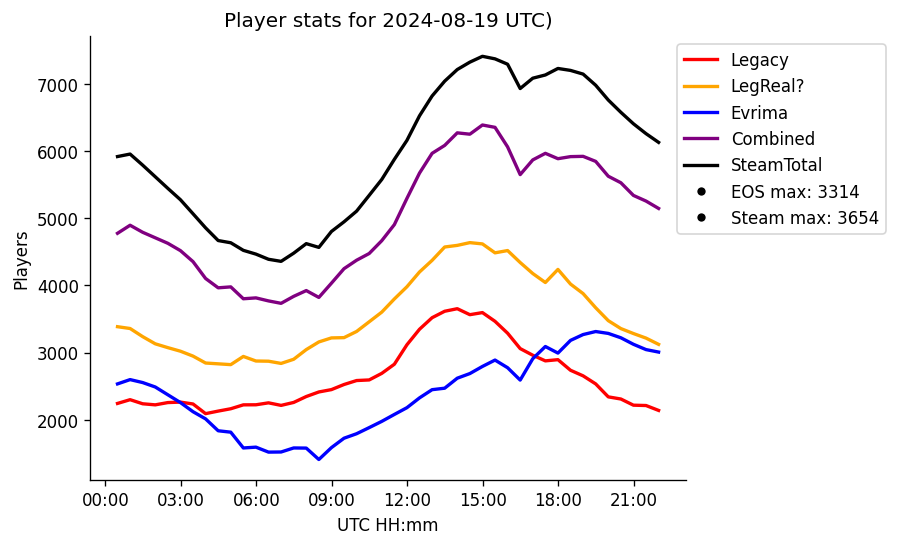 Player stats for 2024-08-19 UTC)
Legacy
LegReal?
Evrima
Combined
SteamTotal
EOS max: 3314
Steam max: 3654
Players
7000
6000
5000
4000
3000
2000
00:00 03:00 06:00 09:00 12:00 15:00 18:00 21:00
UTC HH:mm